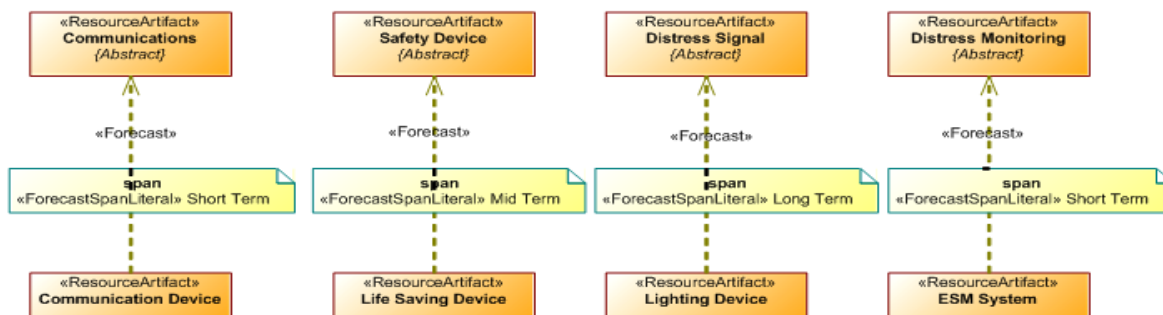 «ResourceArtifact»
Communications
{Abstract}
«ResourceArtifact»
Safety Device
{Abstract}
«ResourceArtifact»
Distress Signal
{Abstract}
«ResourceArtifact»
Distress Monitoring
{Abstract}
«Forecast»
«Forecast»
«Forecast»
«Forecast»
span
«ForecastSpanLiteral» Short Term
span
«ForecastSpanLiteral» Mid Term
span
«ForecastSpanLiteral» Long Term
span
«ForecastSpanLiteral» Short Term
«ResourceArtifact»
Communication Device
«ResourceArtifact»
Life Saving Device
«ResourceArtifact»
Lighting Device
«ResourceArtifact»
ESM System